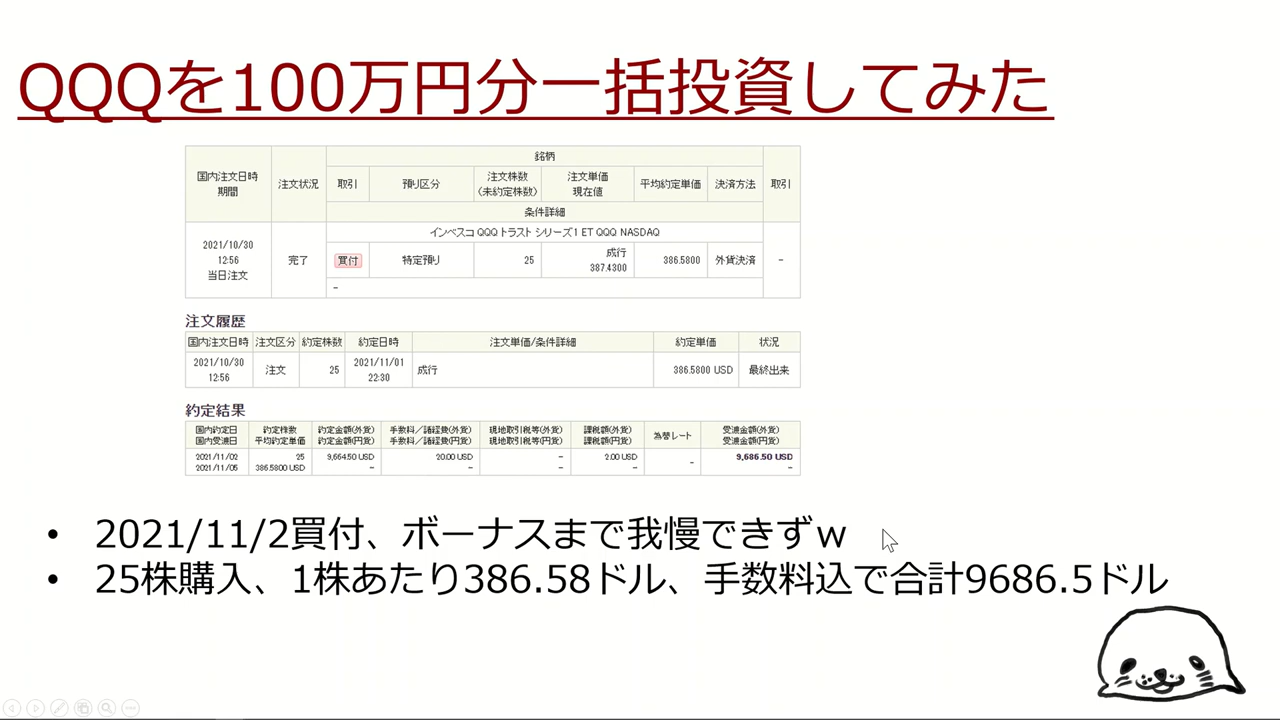 QQQを100万円分一括投資してみた
国内注文日時
期間
注文状況
銘柄
取引
預り区分
注文株数
(未約定株数)
注文単価
現在値
平均約定単価
決済方法
取引
条件詳細
2021/10/30
12:56
当日注文
完了
インベスコ QQQ トラスト シリーズ1 ET QQQ NASDAQ
買付
特定預り
25
成行
387.4300
386.5800
外貨決済
-
-
注文履歴
国内注文日時 注文区分 約定株数 約定日時 注文単価/条件詳細 約定単価 状況
2021/10/30
12:56
注文
25
2021/11/01
22:30
成行
386.5800 USD
最終出来
約定結果
国内約定日 約定株数 約定金額(外貨) 手数料/諸経費(外貨) 現地取引税等(外貨) 課税額(外貨) 為替レート 受渡金額(外貨)
国内受渡日 平均約定単価 約定金額(円貨) 手数料/諸経費(円貨) 現地取引税等(円貨) 課税額(円貨) 受渡金額(円貨)
2021/11/02 25 9,664.50 USD 20.00 USD - 2.00 USD - 9,686.50 USD
2021/11/05 386.5800 USD - - - - -
• 2021/11/2買付、ボーナスまで我慢できずｗ
• 25株購入、1株あたり386.58ドル、手数料込で合計9686.5ドル